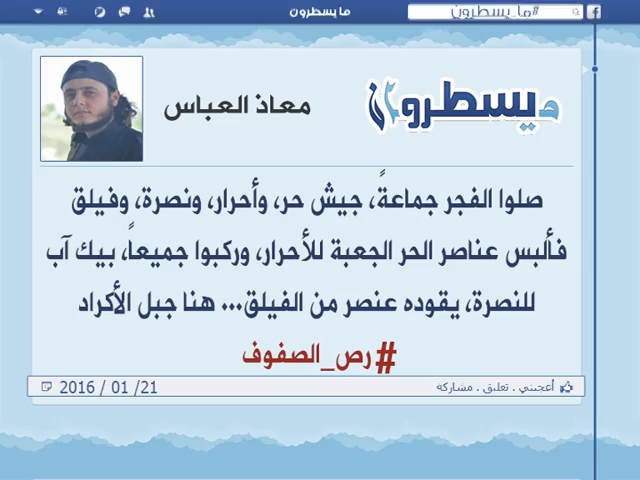 ما يسطرون
#ما_يسطرون
ما يسطرون
معاذ العباس
صلوا الفجر جماعةً، جيش حر، وأحرار، ونصرة، وفيلق
فألبس عناصر الحر الجعبة للأحرار، وركبوا جميعاً، بيك آب
للنصرة، يقوده عنصر من الفيلق... هنا جبل الأكراد
#رص_الصفوف
أعجبني . تعليق . مشاركة
2016 / 01 /21